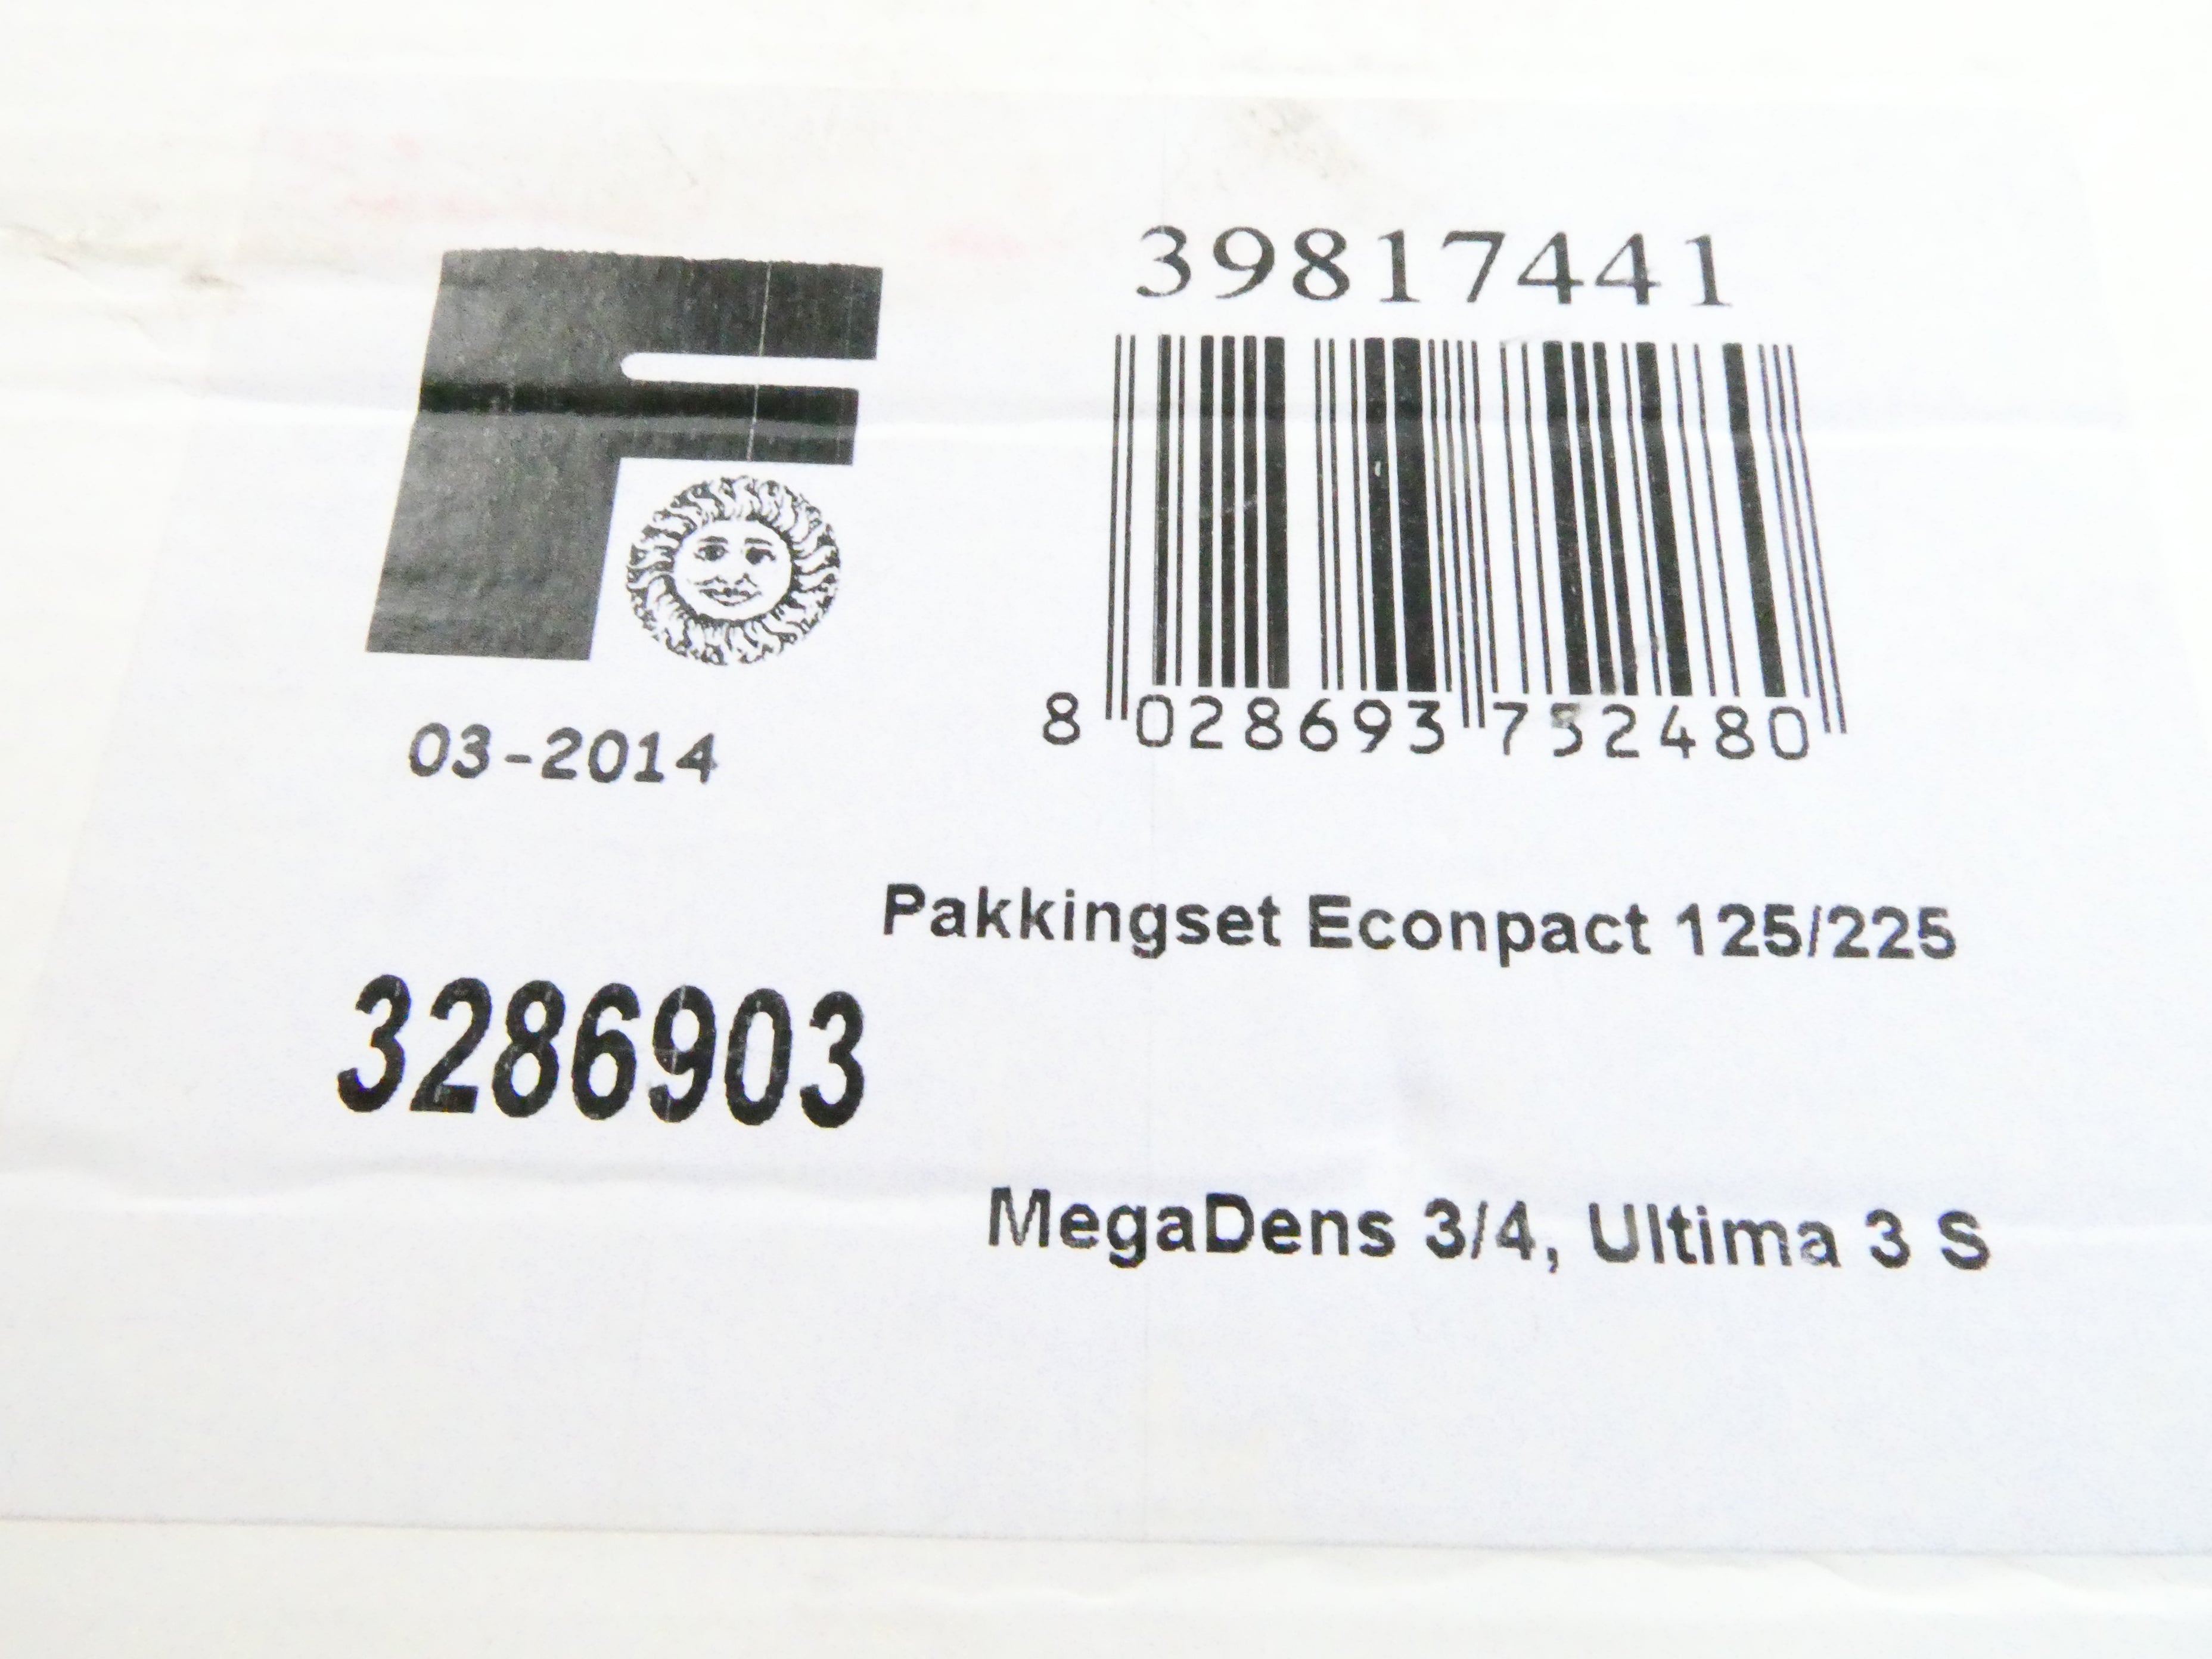 F
39817441
8 028693 752480
03-2014
Pakkingset Econpact 125/225
3286903
MegaDens 3/4, Ultima 3 S